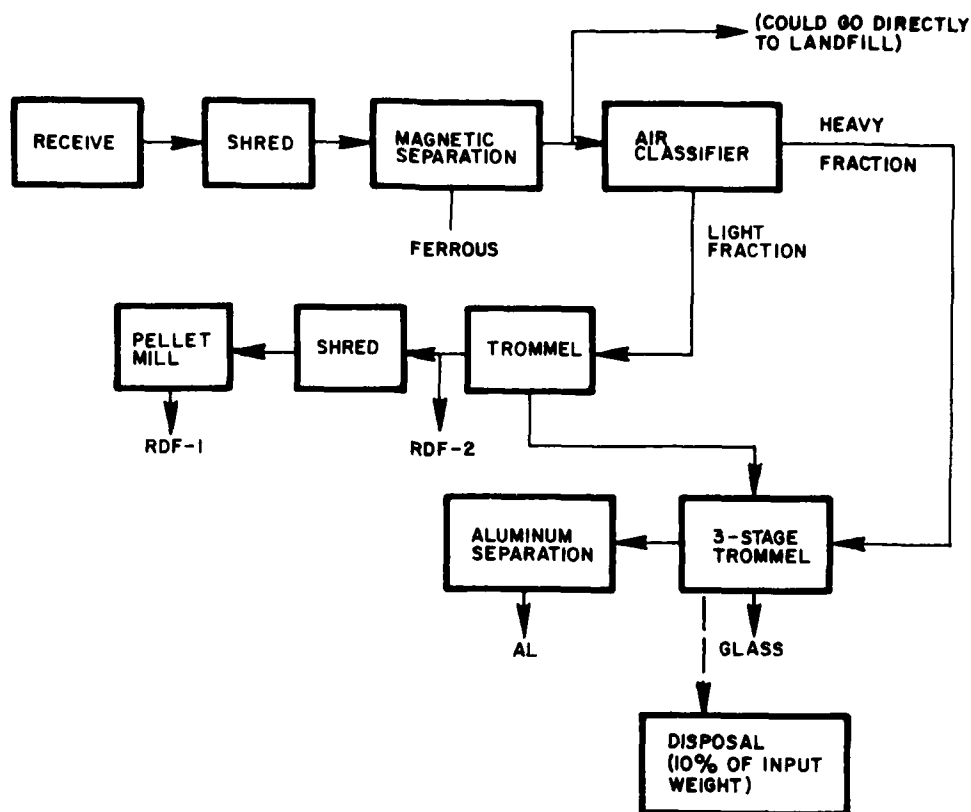 (COULD GO DIRECTLY
TO LANDFILL)
RECEIVE
SHRED
MAGNETIC
SEPARATION
AIR
CLASSIFIER
HEAVY
FRACTION
FERROUS
LIGHT
FRACTION
PELLET
MILL
SHRED
TROMMEL
RDF-1
RDF-2
ALUMINUM
SEPARATION
3-STAGE
TROMMEL
AL
GLASS
DISPOSAL
(10% OF INPUT
WEIGHT)